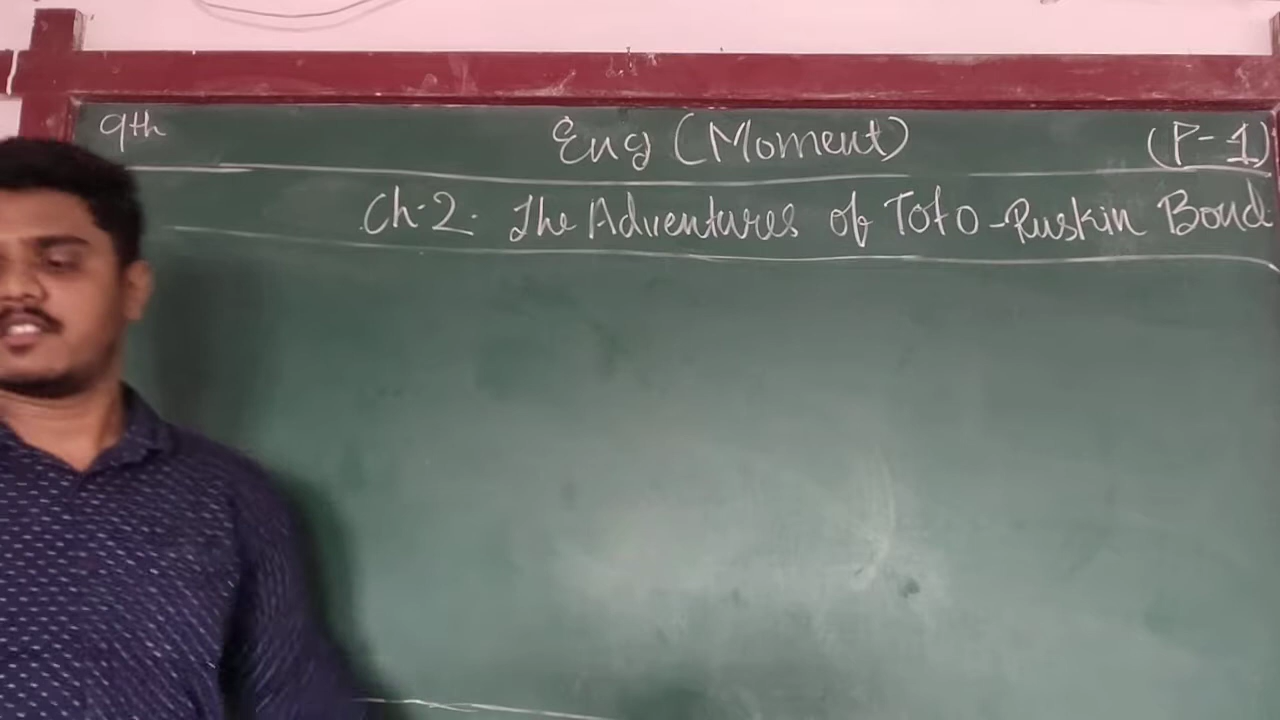 9th Eng (Moment) (P-1)
Ch.2. The Adventures of Toto - Ruskin Bond